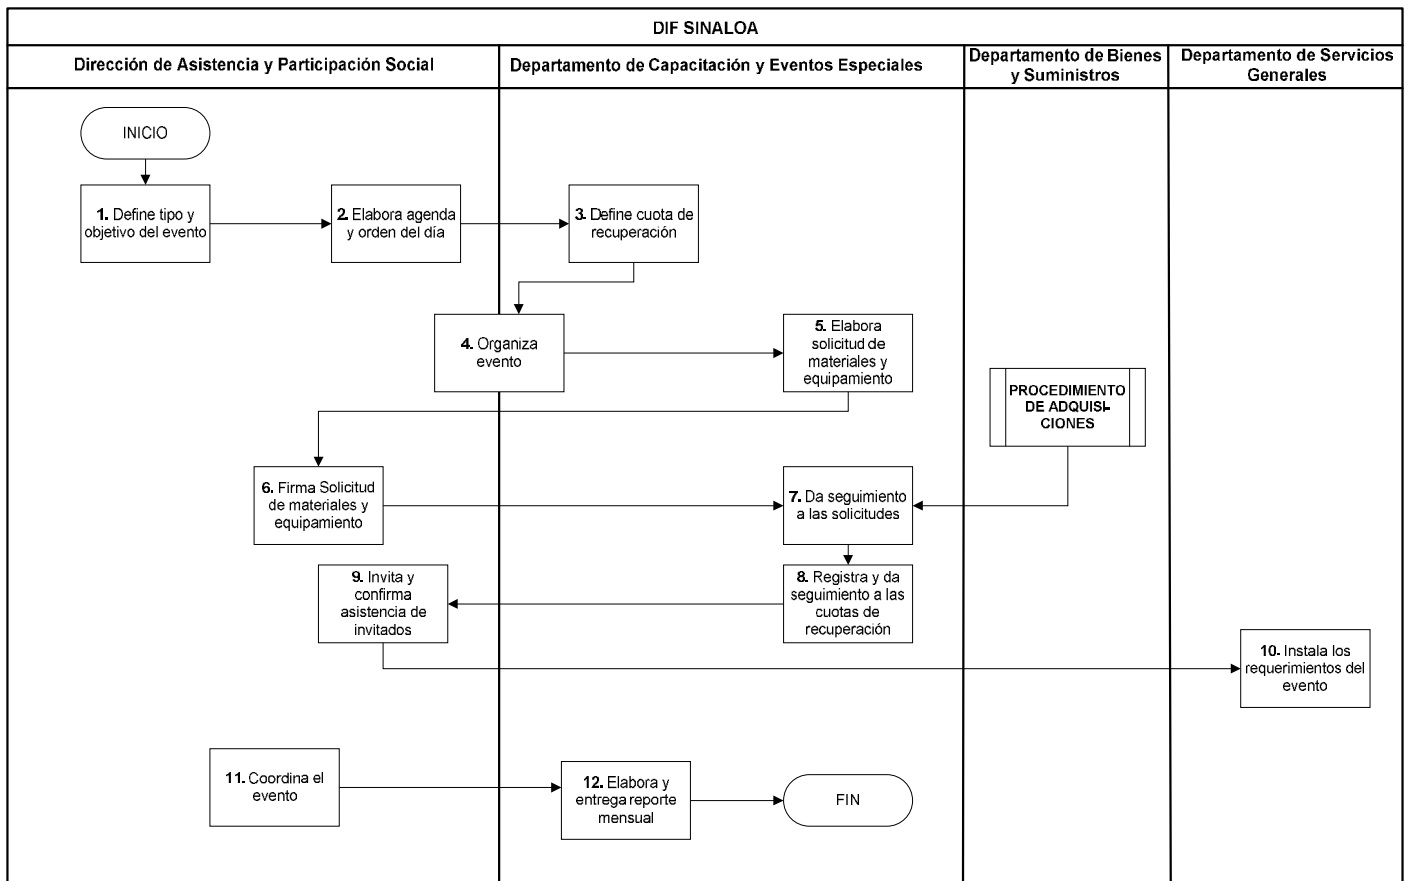 DIF SINALOA
Dirección de Asistencia y Participación Social
Departamento de Capacitación y Eventos Especiales
Departamento de Bienes
y Suministros
Departamento de Servicios
Generales
INICIO
1. Define tipo y
objetivo del evento
2. Elabora agenda
y orden del día
3. Define cuota de
recuperación
4. Organiza
evento
5. Elabora
solicitud de
materiales y
equipamiento
PROCEDIMIENTO
DE ADQUISI-
CIONES
6. Firma Solicitud
de materiales y
equipamiento
7. Da seguimiento
a las solicitudes
9. Invita y
confirma
asistencia de
invitados
8. Registra y da
seguimiento a las
cuotas de
recuperación
10. Instala los
requerimientos del
evento
11. Coordina el
evento
12. Elabora y
entrega reporte
mensual
FIN